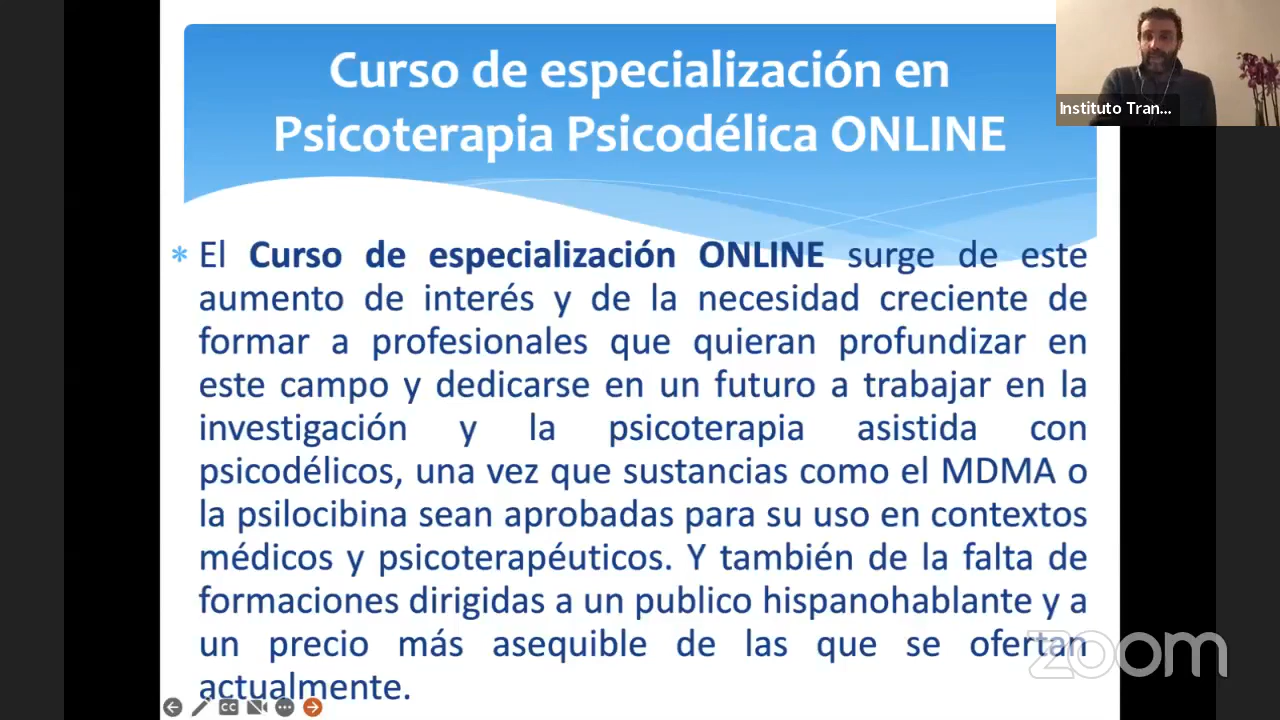 Curso de especialización en
Psicoterapia Psicodélica ONLINE
Instituto Tran...
* El Curso de especialización ONLINE surge de este
aumento de interés y de la necesidad creciente de
formar a profesionales que quieran profundizar en
este campo y dedicarse en un futuro a trabajar en la
investigación y la psicoterapia asistida con
psicodélicos, una vez que sustancias como el MDMA o
la psilocibina sean aprobadas para su uso en contextos
médicos y psicoterapéuticos. Y también de la falta de
formaciones dirigidas a un publico hispanohablante y a
un precio más asequible de las que se ofertan
actualmente.
zoom
CC